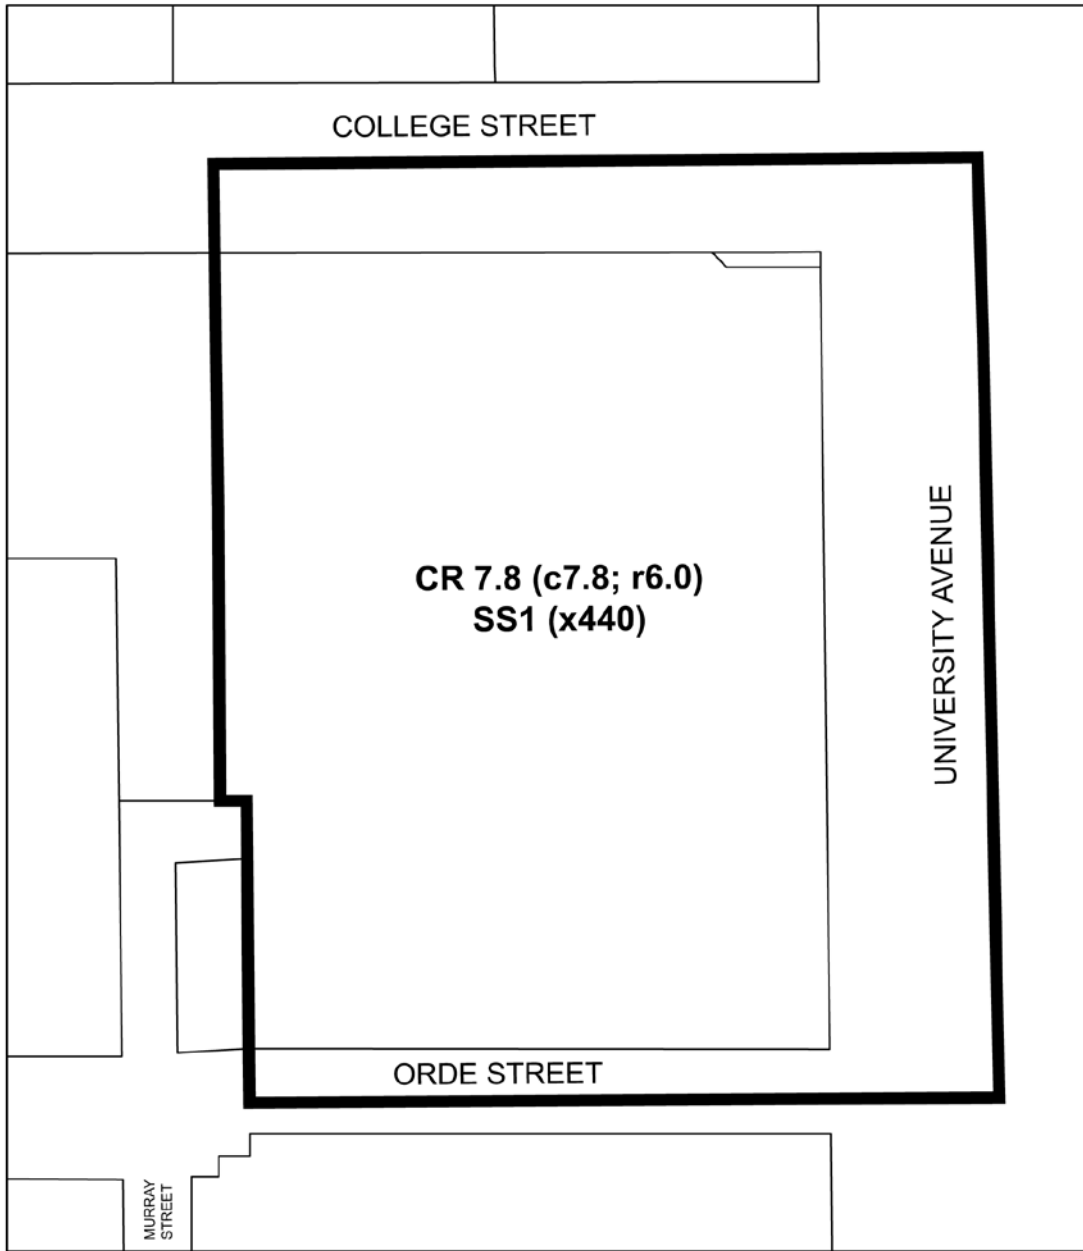 COLLEGE STREET
CR 7.8 (c7.8; r6.0)
SS1 (x440)
UNIVERSITY AVENUE
ORDE STREET
MURRAY
STREET